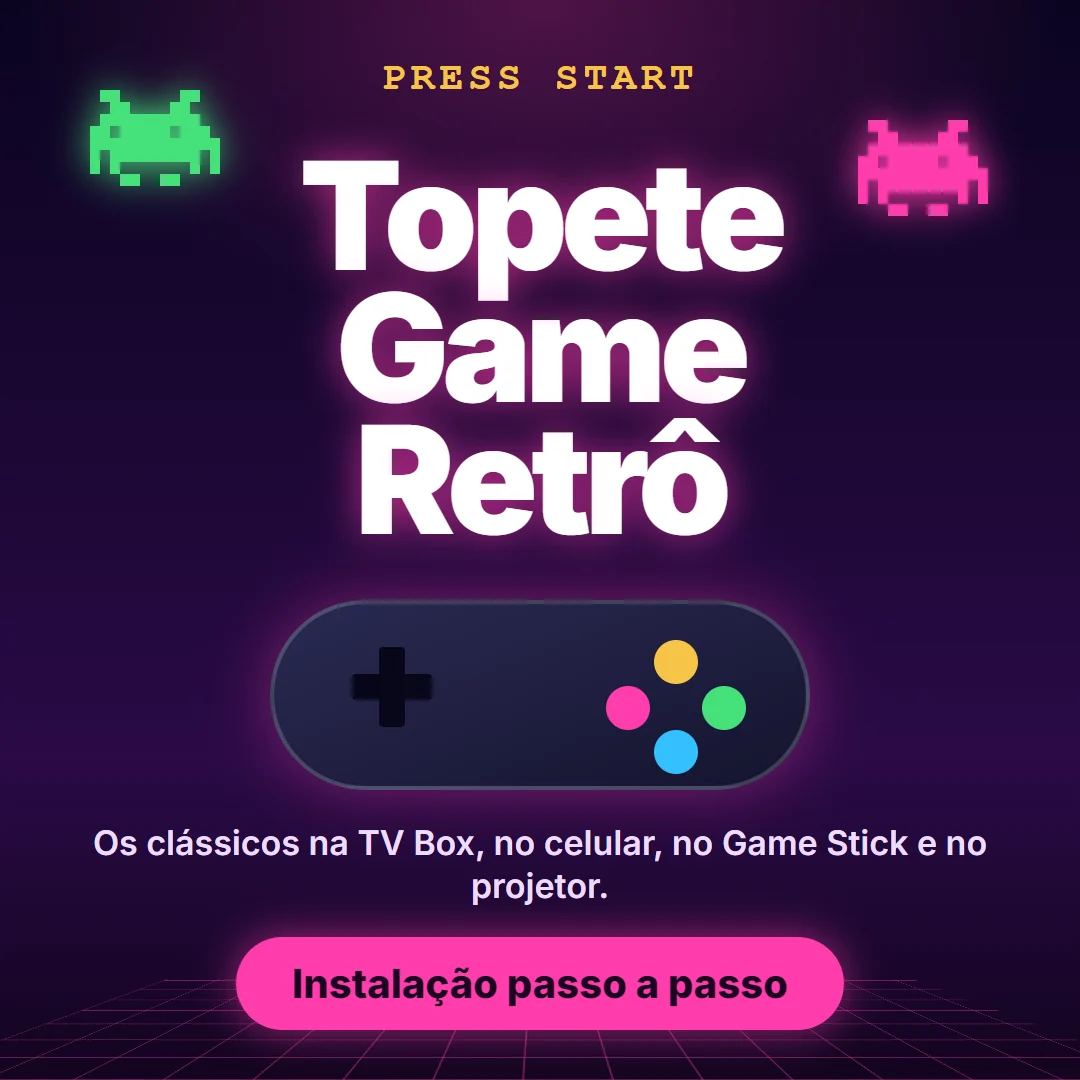 PRESS START
Topete
Game
Retrô
Os clássicos na TV Box, no celular, no Game Stick e no
projetor.
Instalação passo a passo